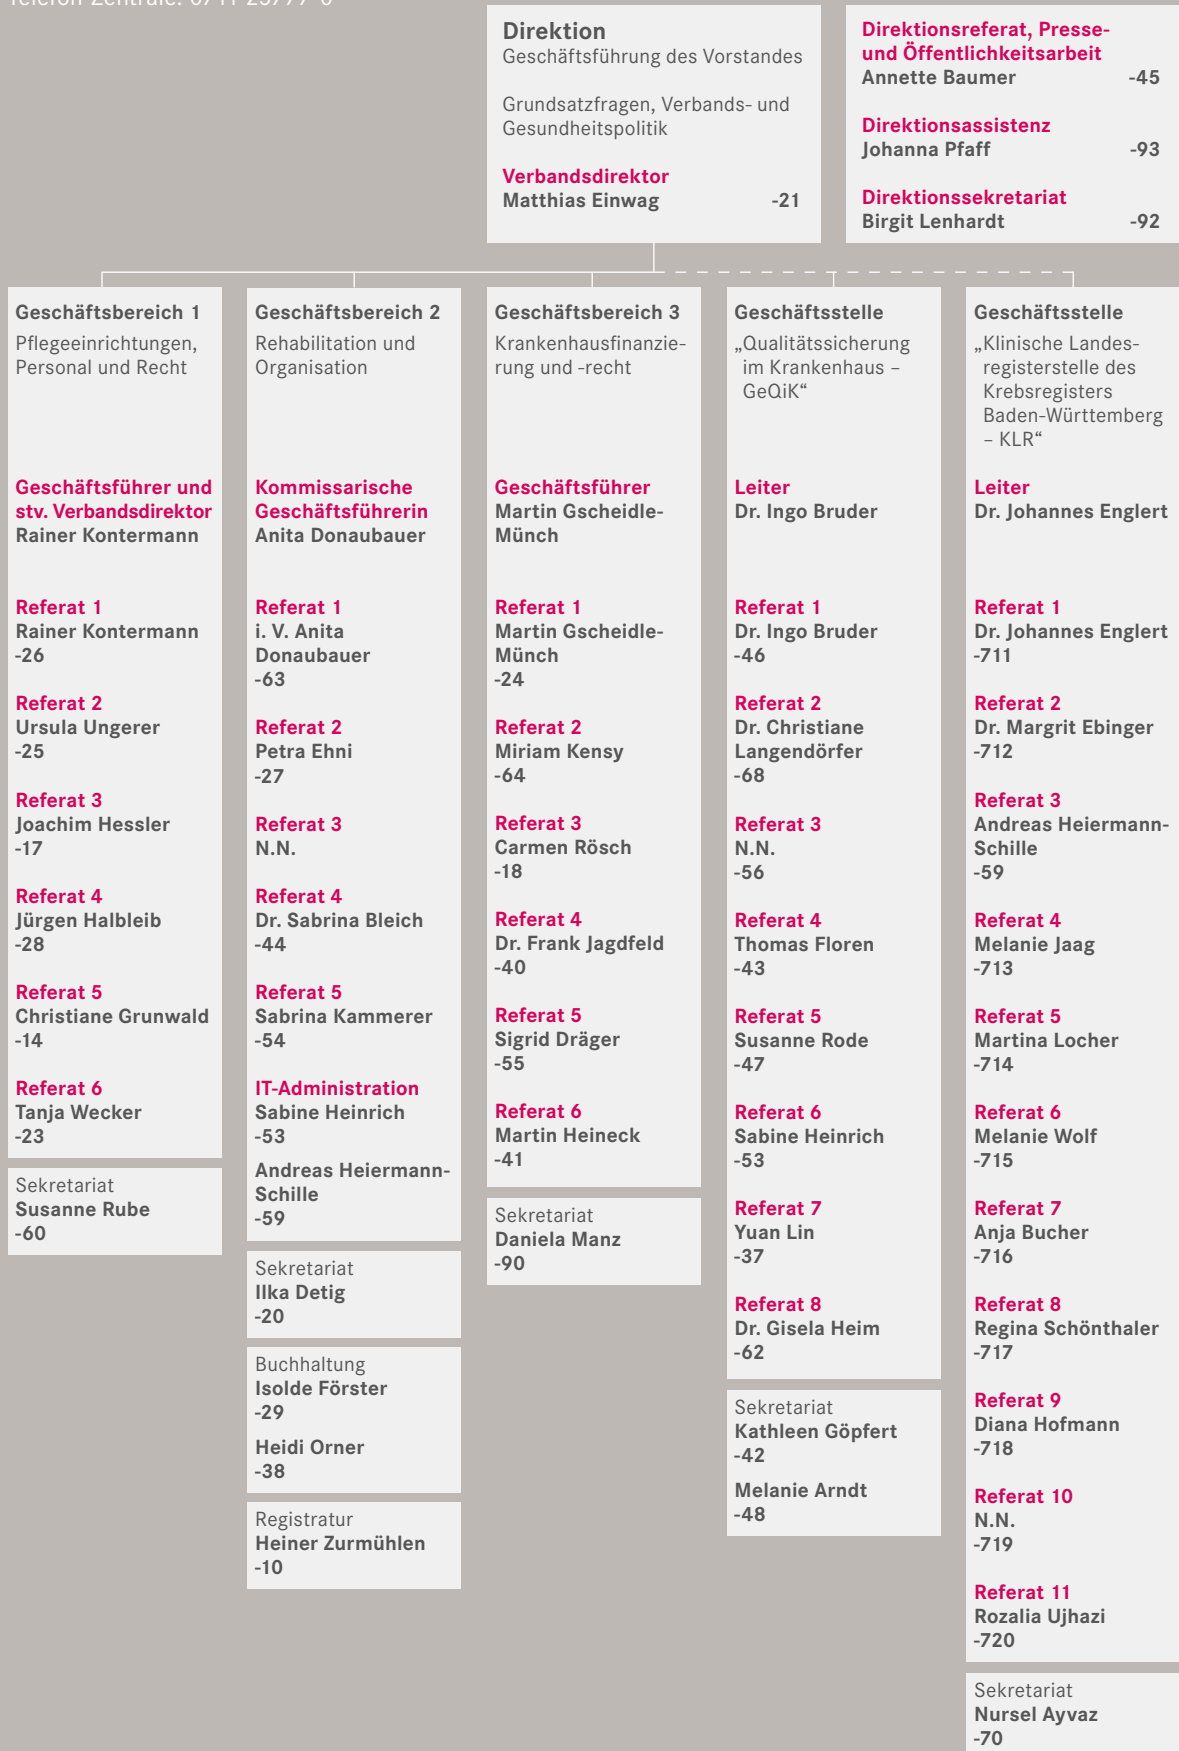 Direktion
Geschäftsführung des Vorstandes
Grundsatzfragen, Verbands- und
Gesundheitspolitik
Verbandsdirektor
Matthias Einwag -21
Direktionsreferat, Presse-
und Öffentlichkeitsarbeit
Annette Baumer -45
Direktionsassistenz
Johanna Pfaff -93
Direktionssekretariat
Birgit Lenhardt -92
Geschäftsbereich 1
Pflegeeinrichtungen,
Personal und Recht
Geschäftsführer und
stv. Verbandsdirektor
Rainer Kontermann
Referat 1
Rainer Kontermann
-26
Referat 2
Ursula Ungerer
-25
Referat 3
Joachim Hessler
-17
Referat 4
Jürgen Halbleib
-28
Referat 5
Christiane Grunwald
-14
Referat 6
Tanja Wecker
-23
Sekretariat
Susanne Rube
-60
Geschäftsbereich 2
Rehabilitation und
Organisation
Kommissarische
Geschäftsführerin
Anita Donaubauer
Referat 1
i. V. Anita
Donaubauer
-63
Referat 2
Petra Ehni
-27
Referat 3
N.N.
Referat 4
Dr. Sabrina Bleich
-44
Referat 5
Sabrina Kammerer
-54
IT-Administration
Sabine Heinrich
-53
Andreas Heiermann-
Schille
-59
Sekretariat
Ilka Detig
-20
Buchhaltung
Isolde Förster
-29
Heidi Orner
-38
Registratur
Heiner Zurmühlen
-10
Geschäftsbereich 3
Krankenhausfinanzie-
rung und -recht
Geschäftsführer
Martin Gscheidle-
Münch
Referat 1
Martin Gscheidle-
Münch
-24
Referat 2
Miriam Kensy
-64
Referat 3
Carmen Rösch
-18
Referat 4
Dr. Frank Jagdfeld
-40
Referat 5
Sigrid Dräger
-55
Referat 6
Martin Heineck
-41
Sekretariat
Daniela Manz
-90
Geschäftsstelle
„Qualitätssicherung
im Krankenhaus –
GeQiK“
Leiter
Dr. Ingo Bruder
Referat 1
Dr. Ingo Bruder
-46
Referat 2
Dr. Christiane
Langendörfer
-68
Referat 3
N.N.
-56
Referat 4
Thomas Floren
-43
Referat 5
Susanne Rode
-47
Referat 6
Sabine Heinrich
-53
Referat 7
Yuan Lin
-37
Referat 8
Dr. Gisela Heim
-62
Sekretariat
Kathleen Göpfert
-42
Melanie Arndt
-48
Geschäftsstelle
„Klinische Landes-
registerstelle des
Krebsregisters
Baden-Württemberg
– KLR“
Leiter
Dr. Johannes Englert
Referat 1
Dr. Johannes Englert
-711
Referat 2
Dr. Margrit Ebinger
-712
Referat 3
Andreas Heiermann-
Schille
-59
Referat 4
Melanie Jaag
-713
Referat 5
Martina Locher
-714
Referat 6
Melanie Wolf
-715
Referat 7
Anja Bucher
-716
Referat 8
Regina Schönthaler
-717
Referat 9
Diana Hofmann
-718
Referat 10
N.N.
-719
Referat 11
Rozalia Ujhazi
-720
Sekretariat
Nursel Ayvaz
-70